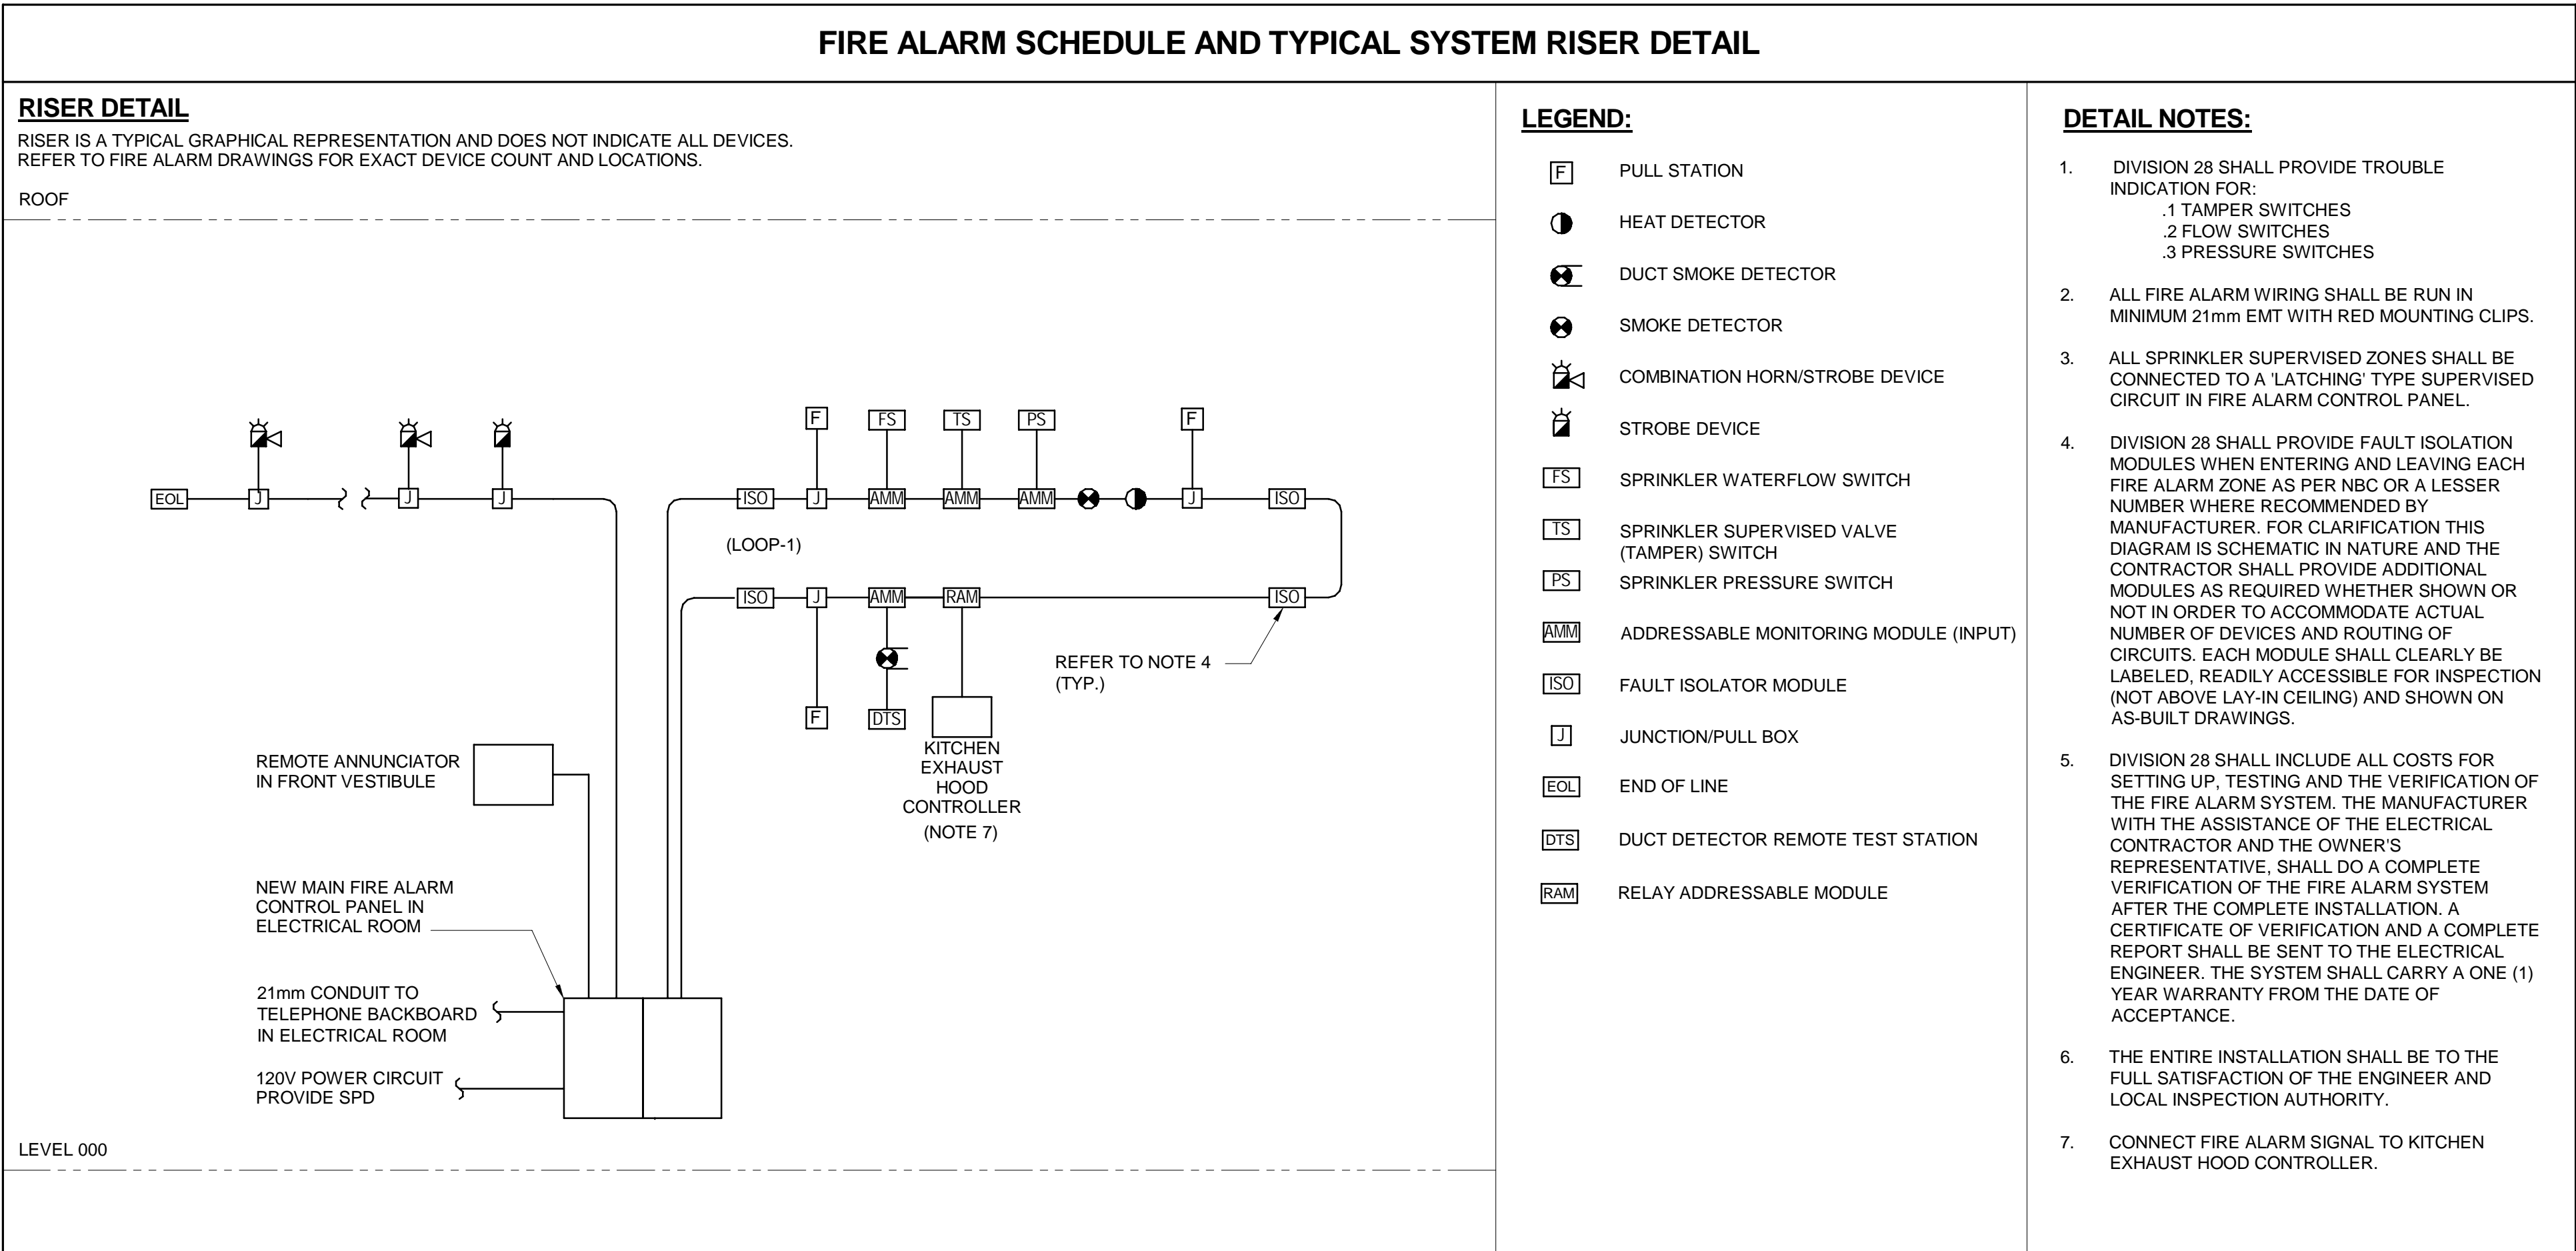 FIRE ALARM SCHEDULE AND TYPICAL SYSTEM RISER DETAIL
RISER DETAIL
RISER IS A TYPICAL GRAPHICAL REPRESENTATION AND DOES NOT INDICATE ALL DEVICES.
REFER TO FIRE ALARM DRAWINGS FOR EXACT DEVICE COUNT AND LOCATIONS.
ROOF
F FS TS PS F
EOL J J J ISO J AMM AMM AMM J ISO
(LOOP-1)
ISO J AMM RAM ISO
REFER TO NOTE 4
(TYP.)
F DTS
KITCHEN
EXHAUST
HOOD
CONTROLLER
(NOTE 7)
REMOTE ANNUNCIATOR
IN FRONT VESTIBULE
NEW MAIN FIRE ALARM
CONTROL PANEL IN
ELECTRICAL ROOM
21mm CONDUIT TO
TELEPHONE BACKBOARD
IN ELECTRICAL ROOM
120V POWER CIRCUIT
PROVIDE SPD
LEVEL 000
LEGEND:
F PULL STATION
HEAT DETECTOR
DUCT SMOKE DETECTOR
SMOKE DETECTOR
COMBINATION HORN/STROBE DEVICE
STROBE DEVICE
FS SPRINKLER WATERFLOW SWITCH
TS SPRINKLER SUPERVISED VALVE
(TAMPER) SWITCH
PS SPRINKLER PRESSURE SWITCH
AMM ADDRESSABLE MONITORING MODULE (INPUT)
ISO FAULT ISOLATOR MODULE
J JUNCTION/PULL BOX
EOL END OF LINE
DTS DUCT DETECTOR REMOTE TEST STATION
RAM RELAY ADDRESSABLE MODULE
DETAIL NOTES:
1. DIVISION 28 SHALL PROVIDE TROUBLE
INDICATION FOR:
.1 TAMPER SWITCHES
.2 FLOW SWITCHES
.3 PRESSURE SWITCHES
2. ALL FIRE ALARM WIRING SHALL BE RUN IN
MINIMUM 21mm EMT WITH RED MOUNTING CLIPS.
3. ALL SPRINKLER SUPERVISED ZONES SHALL BE
CONNECTED TO A 'LATCHING' TYPE SUPERVISED
CIRCUIT IN FIRE ALARM CONTROL PANEL.
4. DIVISION 28 SHALL PROVIDE FAULT ISOLATION
MODULES WHEN ENTERING AND LEAVING EACH
FIRE ALARM ZONE AS PER NBC OR A LESSER
NUMBER WHERE RECOMMENDED BY
MANUFACTURER. FOR CLARIFICATION THIS
DIAGRAM IS SCHEMATIC IN NATURE AND THE
CONTRACTOR SHALL PROVIDE ADDITIONAL
MODULES AS REQUIRED WHETHER SHOWN OR
NOT IN ORDER TO ACCOMMODATE ACTUAL
NUMBER OF DEVICES AND ROUTING OF
CIRCUITS. EACH MODULE SHALL CLEARLY BE
LABELED, READILY ACCESSIBLE FOR INSPECTION
(NOT ABOVE LAY-IN CEILING) AND SHOWN ON
AS-BUILT DRAWINGS.
5. DIVISION 28 SHALL INCLUDE ALL COSTS FOR
SETTING UP, TESTING AND THE VERIFICATION OF
THE FIRE ALARM SYSTEM. THE MANUFACTURER
WITH THE ASSISTANCE OF THE ELECTRICAL
CONTRACTOR AND THE OWNER'S
REPRESENTATIVE, SHALL DO A COMPLETE
VERIFICATION OF THE FIRE ALARM SYSTEM
AFTER THE COMPLETE INSTALLATION. A
CERTIFICATE OF VERIFICATION AND A COMPLETE
REPORT SHALL BE SENT TO THE ELECTRICAL
ENGINEER. THE SYSTEM SHALL CARRY A ONE (1)
YEAR WARRANTY FROM THE DATE OF
ACCEPTANCE.
6. THE ENTIRE INSTALLATION SHALL BE TO THE
FULL SATISFACTION OF THE ENGINEER AND
LOCAL INSPECTION AUTHORITY.
7. CONNECT FIRE ALARM SIGNAL TO KITCHEN
EXHAUST HOOD CONTROLLER.